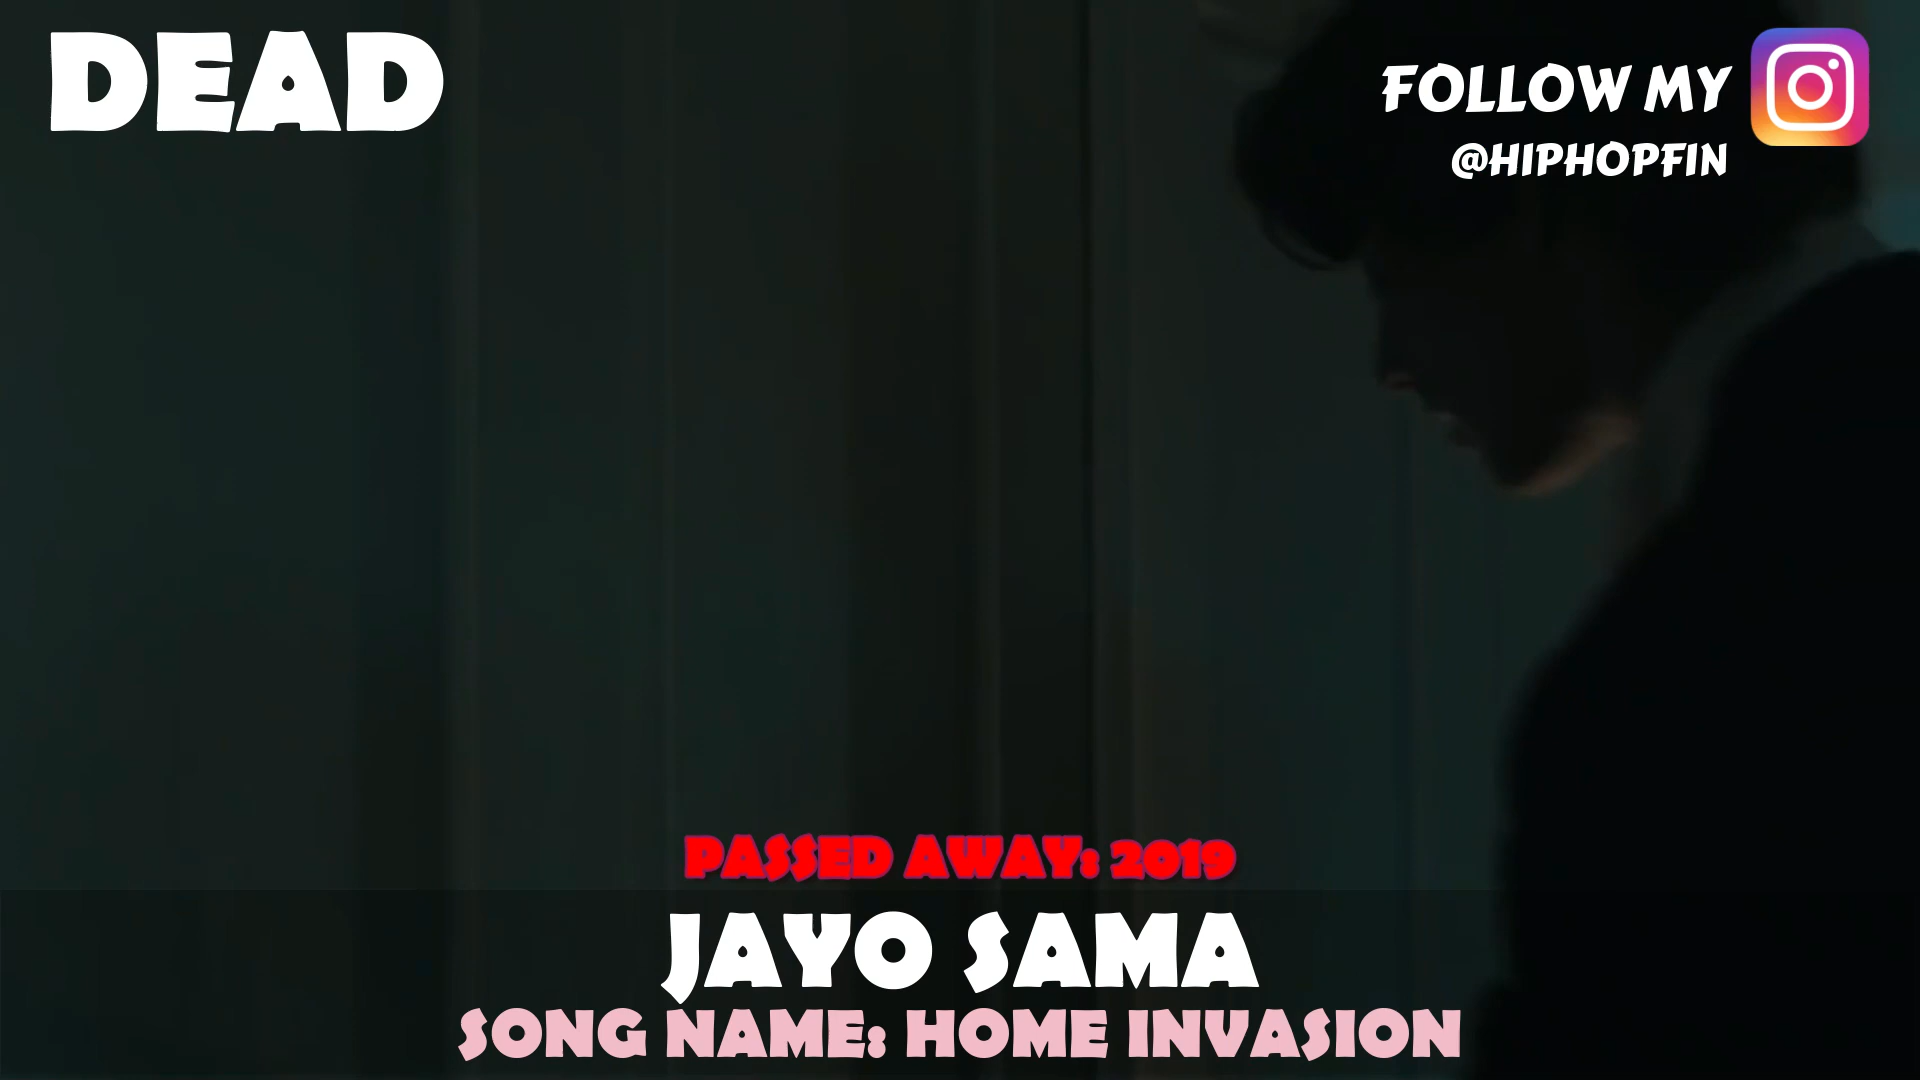 DEAD
FOLLOW MY
@HIPHOPFIN
PASSED AWAY: 2019
JAYO SAMA
SONG NAME: HOME INVASION